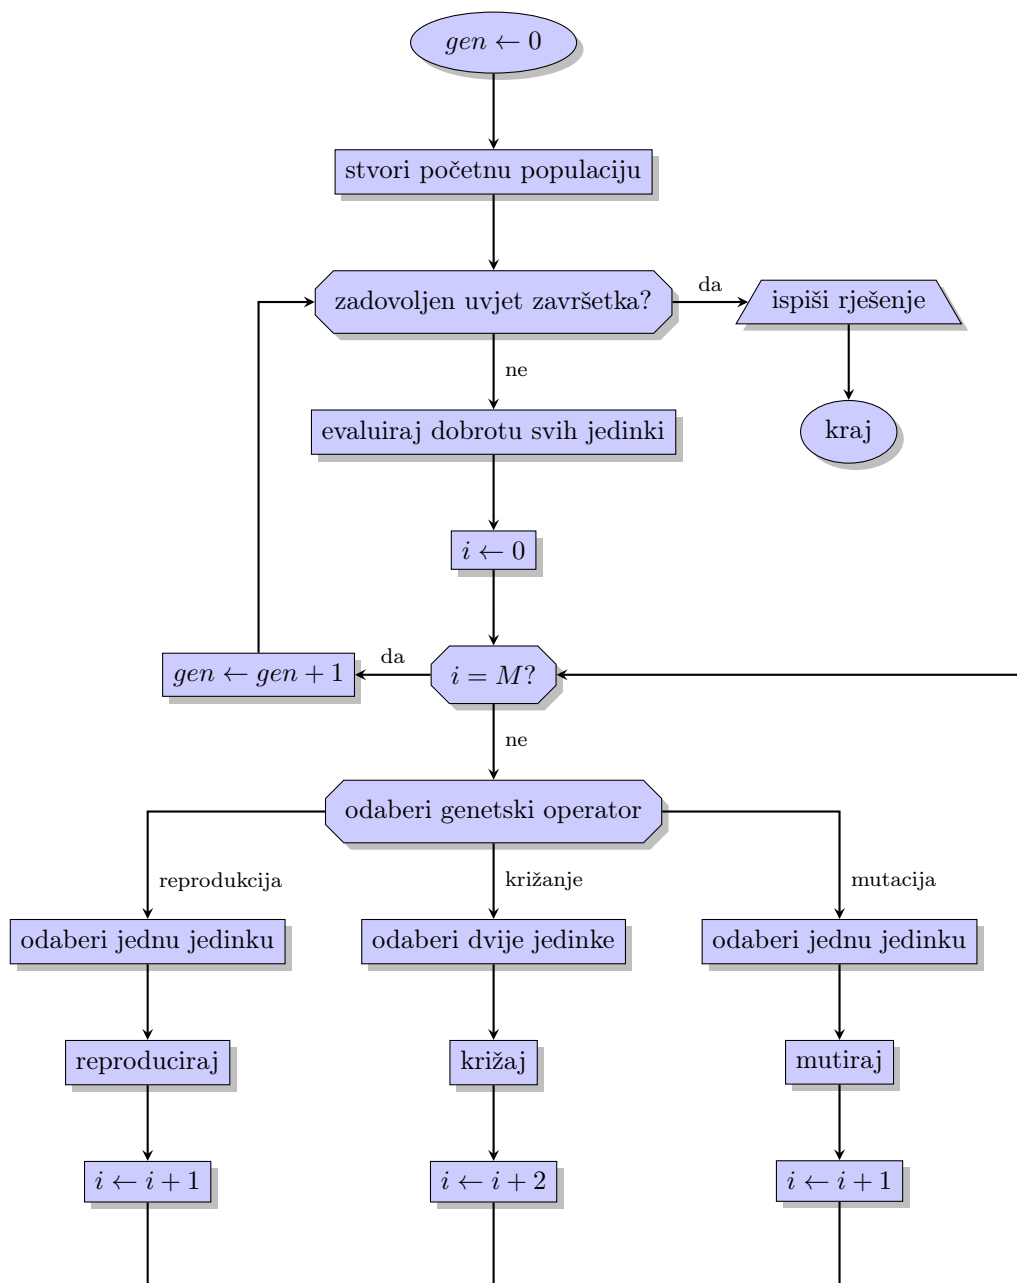 gen ← 0
stvori početnu populaciju
zadovoljen uvjet završetka?
da
ispiši rješenje
ne
evaluiraj dobrotu svih jedinki
kraj
i ← 0
gen ← gen + 1
da
i = M?
ne
odaberi genetski operator
reprodukcija
križanje
mutacija
odaberi jednu jedinku
odaberi dvije jedinke
odaberi jednu jedinku
reproduciraj
križaj
mutiraj
i ← i + 1
i ← i + 2
i ← i + 1